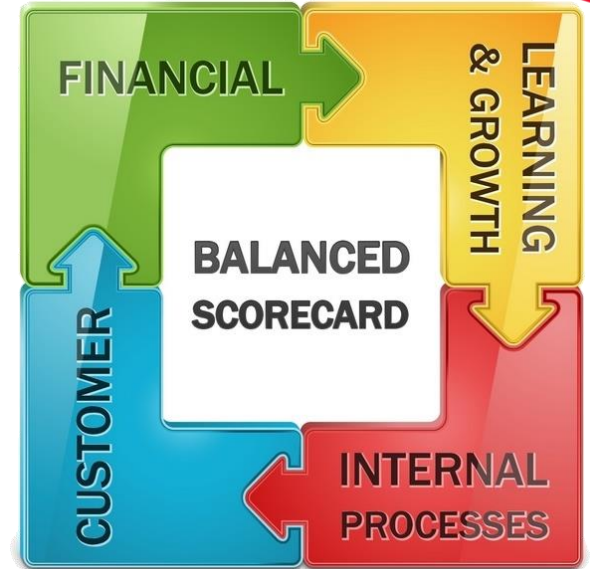 FINANCIAL
LEARNING
& GROWTH
BALANCED
SCORECARD
CUSTOMER
INTERNAL
PROCESSES